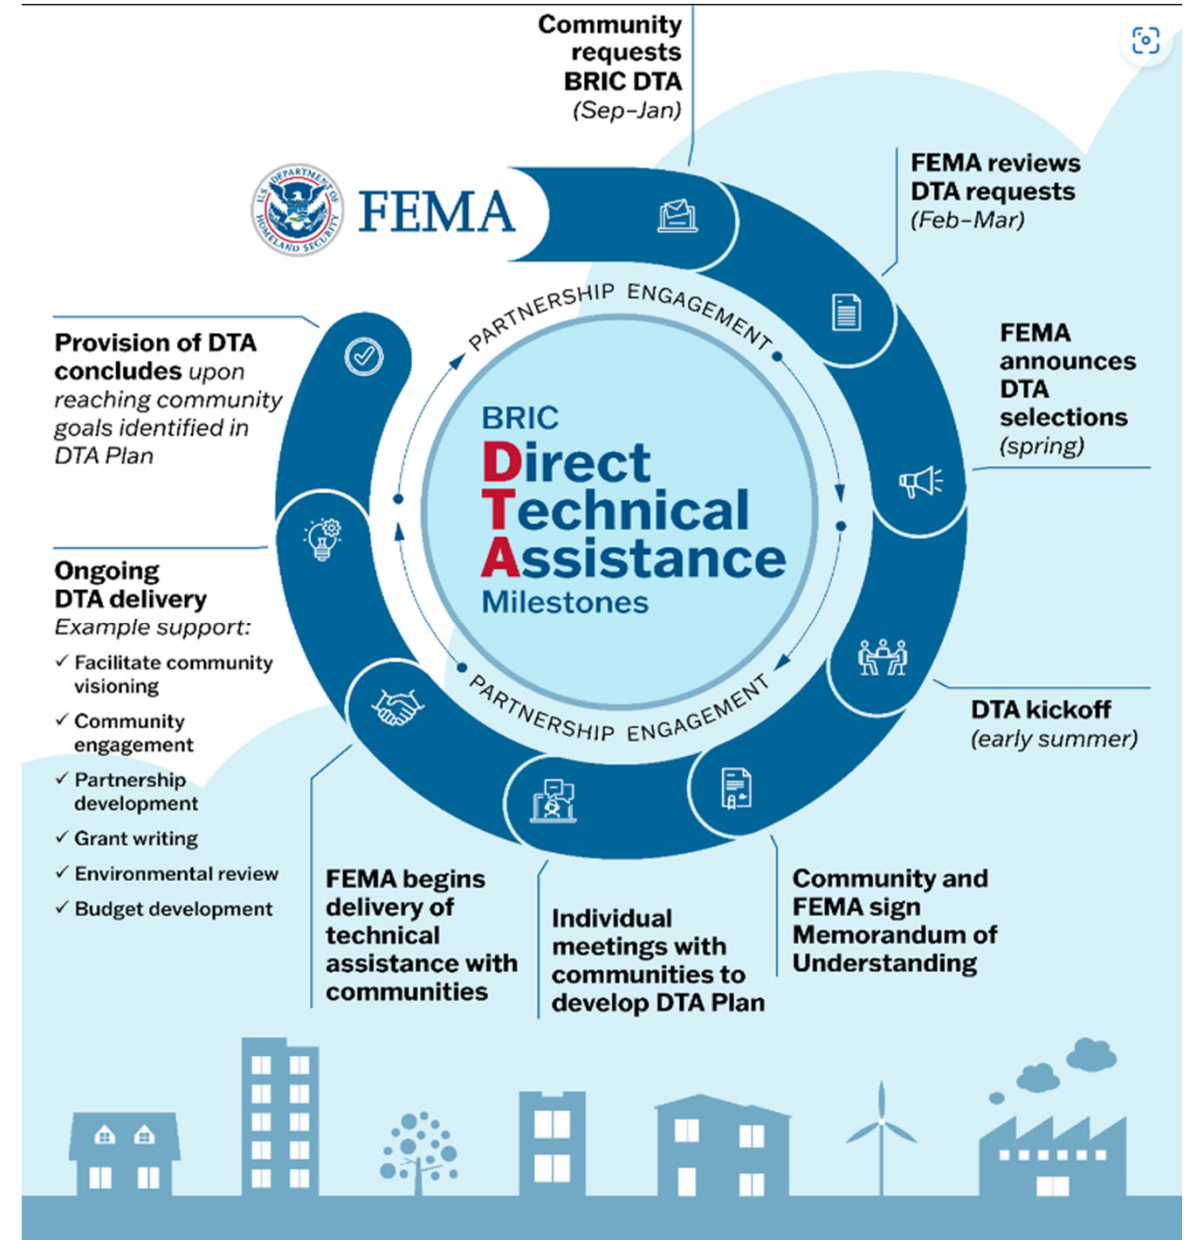 Community
requests
BRIC DTA
(Sep–Jan)
FEMA reviews
DTA requests
(Feb–Mar)
U.S. DEPARTMENT OF
HOMELAND SECURITY
FEMA
PARTNERSHIP ENGAGEMENT
FEMA
announces
DTA
selections
(spring)
Provision of DTA
concludes upon
reaching community
goals identified in
DTA Plan
BRIC
Direct
Technical
Assistance
Milestones
PARTNERSHIP ENGAGEMENT
DTA kickoff
(early summer)
Ongoing
DTA delivery
Example support:
✓ Facilitate community
visioning
✓ Community
engagement
✓ Partnership
development
✓ Grant writing
✓ Environmental review
✓ Budget development
Community and
FEMA sign
Memorandum of
Understanding
Individual
meetings with
communities to
develop DTA Plan
FEMA begins
delivery of
technical
assistance with
communities